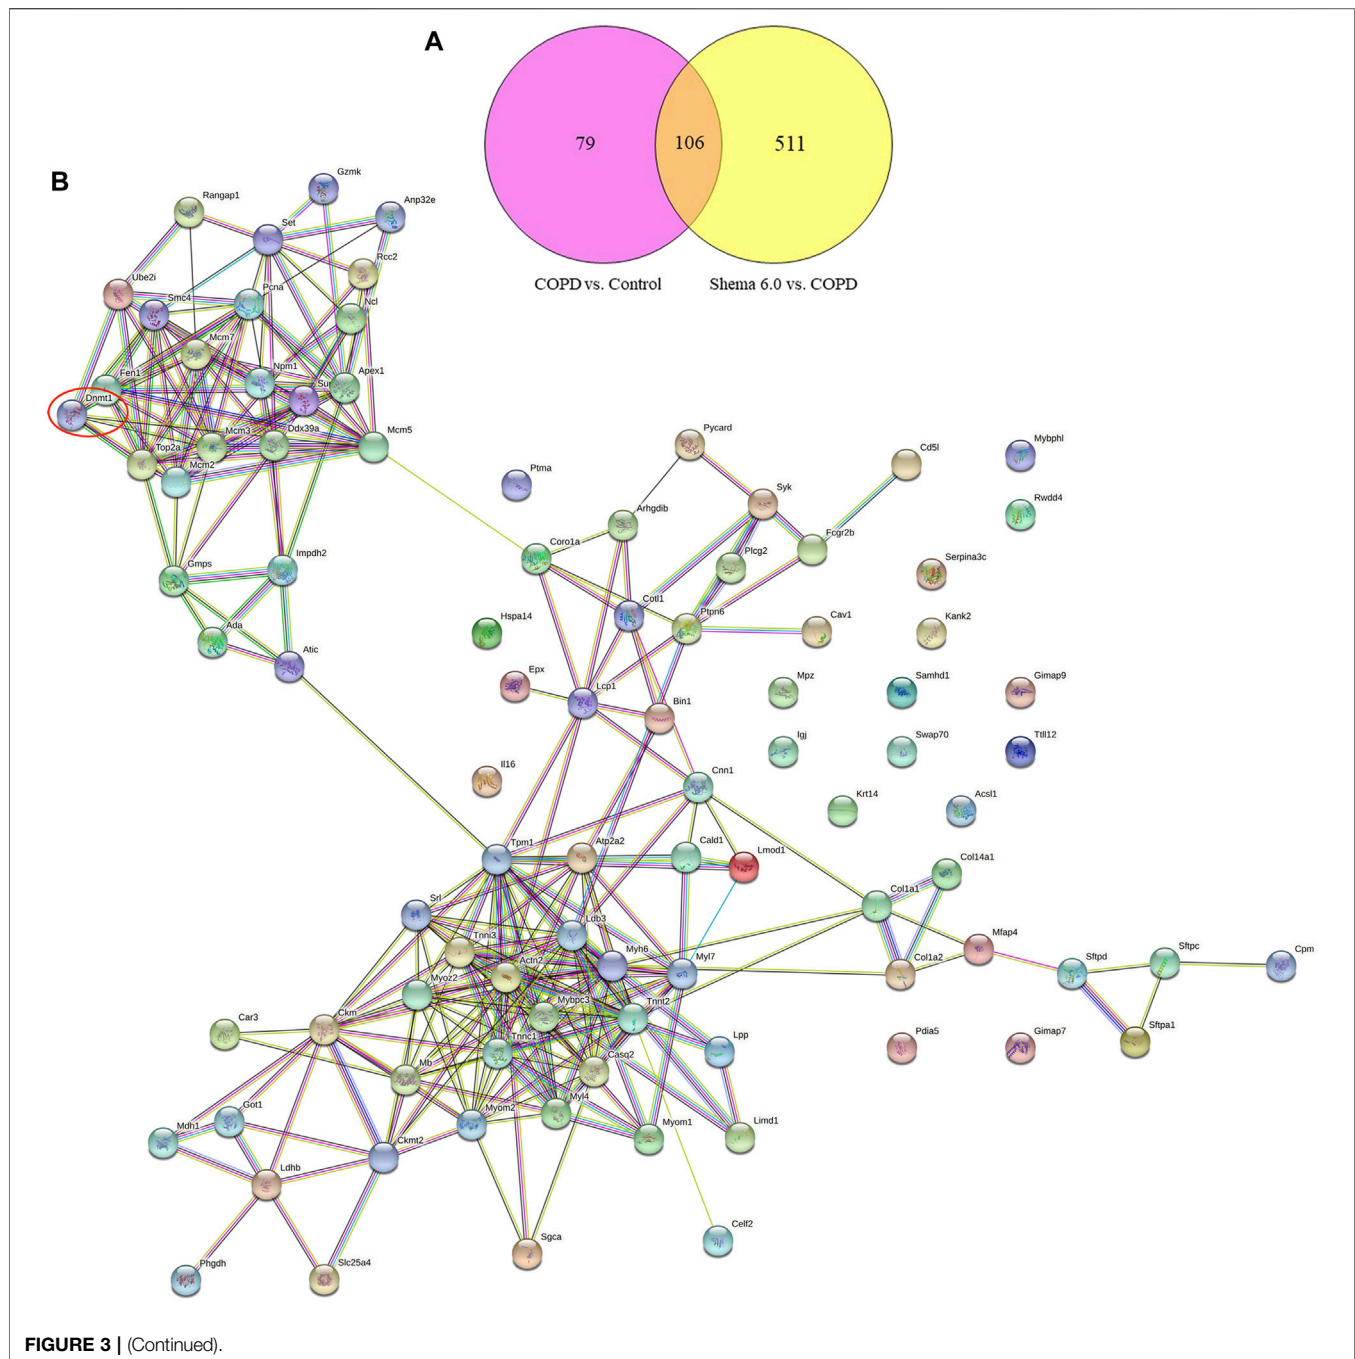 A
79
106
511
COPD vs. Control
Shema 6.0 vs. COPD
B
Gzmk
Rangap1
Anp32e
Set
Rcc2
Ube2i
Pcna
Smc4
Ncl
Mcm7
Npm1
Fen1
Apex1
Dnmt1
Mcm3
Ddx39a
Mcm5
Top2a
Mcm2
Gmps
Impdh2
Ada
Atic
Ptma
Pycard
Cd5l
Mybphl
Syk
Rwdd4
Arhgdib
Fcgr2b
Coro1a
Plcg2
Serpina3c
Cotl1
Ptpn6
Hspa14
Cav1
Kank2
Epx
Lcp1
Bin1
Mpz
Samhd1
Gimap9
Igj
Swap70
Ttll12
Il16
Cnn1
Krt14
Acsl1
Tpm1
Atp2a2
Cald1
Lmod1
Col14a1
Col1a1
Srl
Ldb3
Tnni3
Actn2
Myh6
Myl7
Col1a2
Mfap4
Sftpd
Sftpc
Cpm
Myoz2
Mybpc3
Tnnt2
Car3
Ckm
Tnnc1
Casq2
Lpp
Pdia5
Gimap7
Sftpa1
Mb
Myl4
Got1
Myom2
Myom1
Limd1
Mdh1
Ckmt2
Ldhb
Celf2
Sgca
Phgdh
Slc25a4
FIGURE 3 | (Continued).